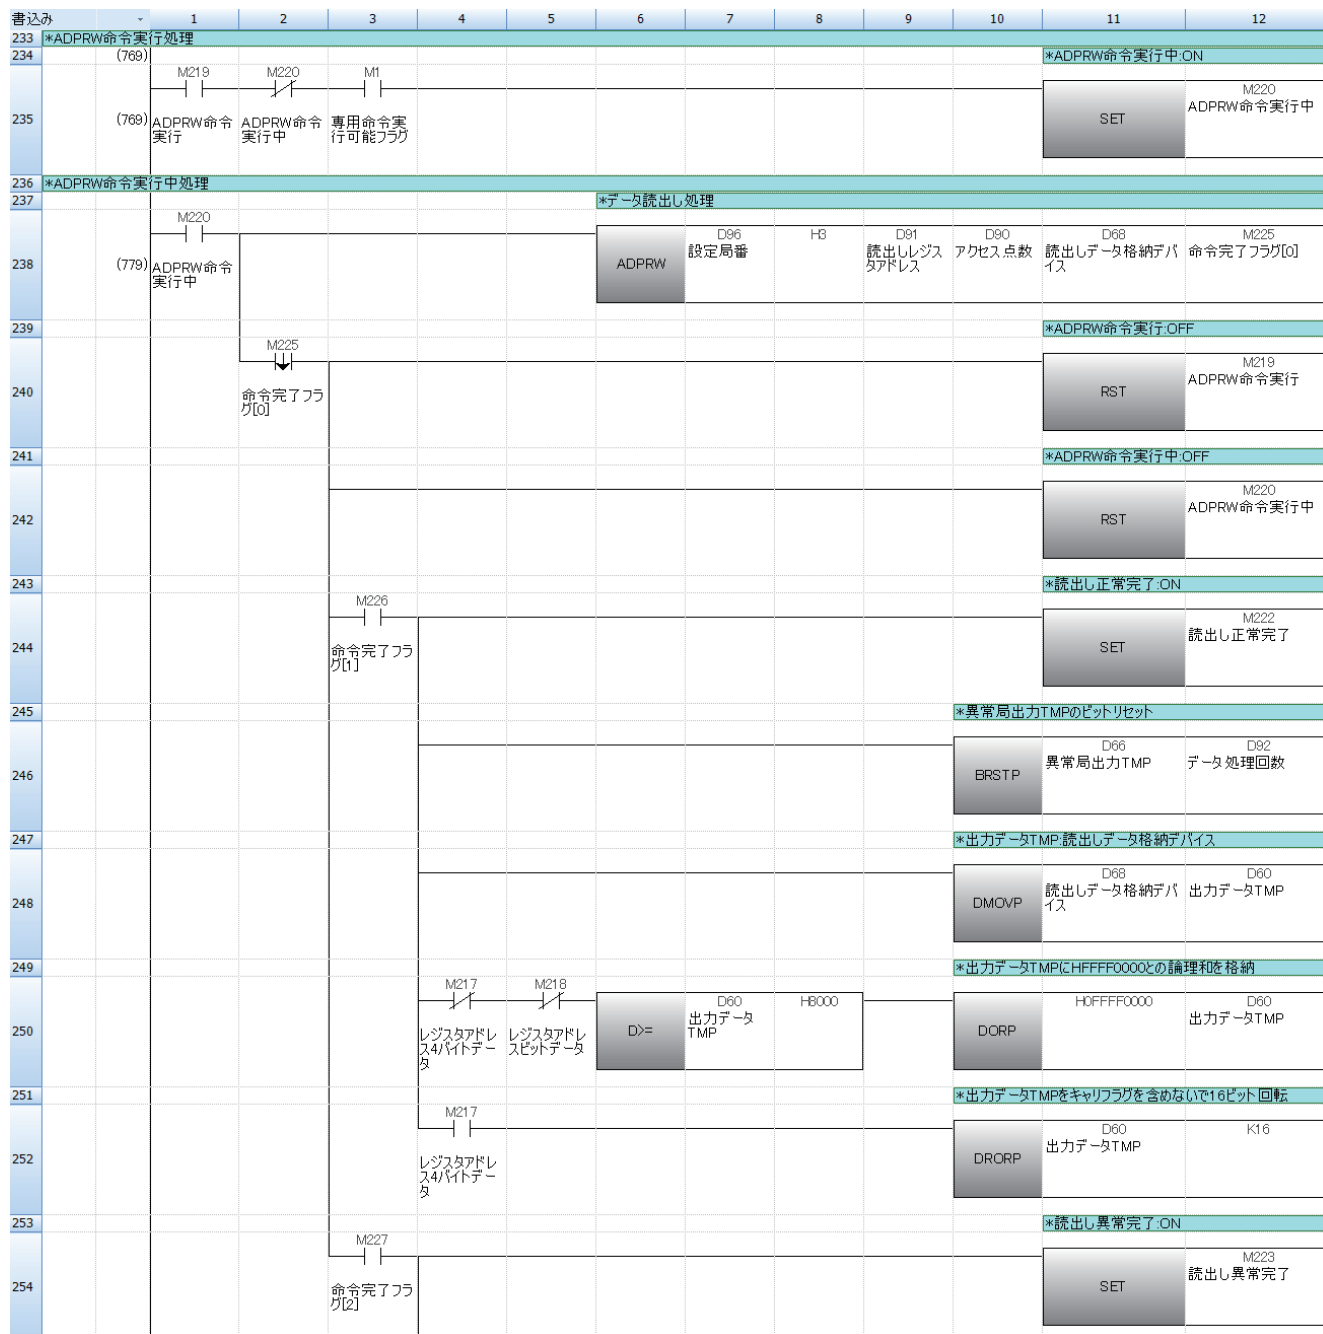 書込み 1 2 3 4 5 6 7 8 9 10 11 12
233 *ADPRW命令実行処理
234 (769) *ADPRW命令実行中:ON
M219 M220 M1 M220
235 (769) ADPRW命令実行 ADPRW命令実行中 専用命令実行可能フラグ SET ADPRW命令実行中
236 *ADPRW命令実行中処理
237 *データ読出し処理
M220 D96 H3 D91 D90 D68 M225
238 (779) ADPRW命令実行中 ADPRW 設定局番 読出しレジスタアドレス アクセス点数 読出しデータ格納デバイス 命令完了フラグ[0]
239 *ADPRW命令実行:OFF
M225 M219
240 命令完了フラグ[0] RST ADPRW命令実行
241 *ADPRW命令実行中:OFF
M220
242 RST ADPRW命令実行中
243 *読出し正常完了:ON
M226 M222
244 命令完了フラグ[1] SET 読出し正常完了
245 *異常局出力TMPのビットリセット
D66 D92
246 BRSTP 異常局出力TMP データ処理回数
247 *出力データTMP:読出しデータ格納デバイス
D68 D60
248 DMOVP 読出しデータ格納デバイス 出力データTMP
249 *出力データTMPにHFFFF0000との論理和を格納
M217 M218 D60 H8000 H0FFFF0000 D60
250 レジスタアドレス4バイトデータ レジスタアドレスビットデータ D>= 出力データTMP DORP 出力データTMP
251 *出力データTMPをキャリフラグを含めないで16ビット回転
M217 D60 K16
252 レジスタアドレス4バイトデータ DRORP 出力データTMP
253 *読出し異常完了:ON
M227 M223
254 命令完了フラグ[2] SET 読出し異常完了